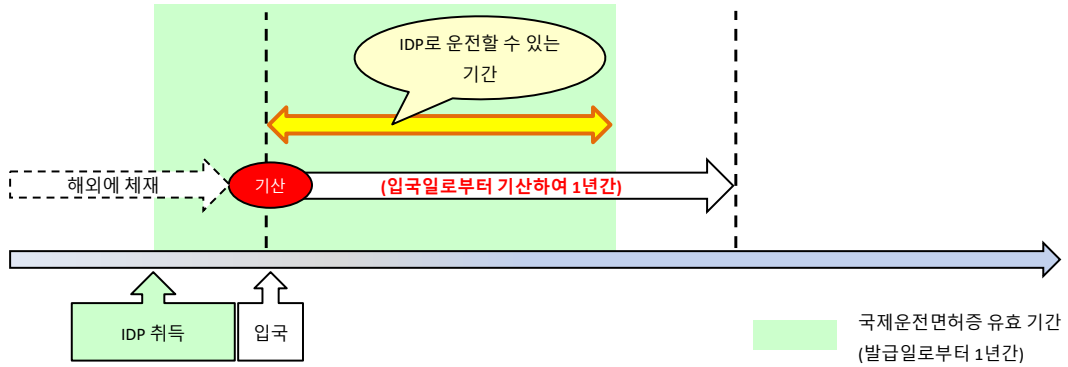 IDP로 운전할 수 있는
기간
해외에 체재
기산
(입국일로부터 기산하여 1년간)
IDP 취득
입국
국제운전면허증 유효 기간
(발급일로부터 1년간)